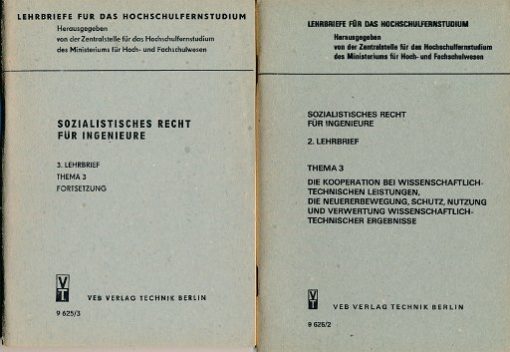 LEHRBRIEFE FÜR DAS HOCHSCHULFERNSTUDIUM
Herausgegeben
von der Zentralstelle für das Hochschulfernstudium
des Ministeriums für Hoch- und Fachschulwesen
SOZIALISTISCHES RECHT
FÜR INGENIEURE
3. LEHRBRIEF
THEMA 3
FORTSETZUNG
VT
VEB VERLAG TECHNIK BERLIN
9 625/3
LEHRBRIEFE FÜR DAS HOCHSCHULFERNSTUDIUM
Herausgegeben
von der Zentralstelle für das Hochschulfernstudium
des Ministeriums für Hoch- und Fachschulwesen
SOZIALISTISCHES RECHT
FÜR INGENIEURE
2. LEHRBRIEF
THEMA 3
DIE KOOPERATION BEI WISSENSCHAFTLICH-
TECHNISCHEN LEISTUNGEN,
DIE NEUERERBEWEGUNG, SCHUTZ, NUTZUNG
UND VERWERTUNG WISSENSCHAFTLICH-
TECHNISCHER ERGEBNISSE
VT
VEB VERLAG TECHNIK BERLIN
9 625/2